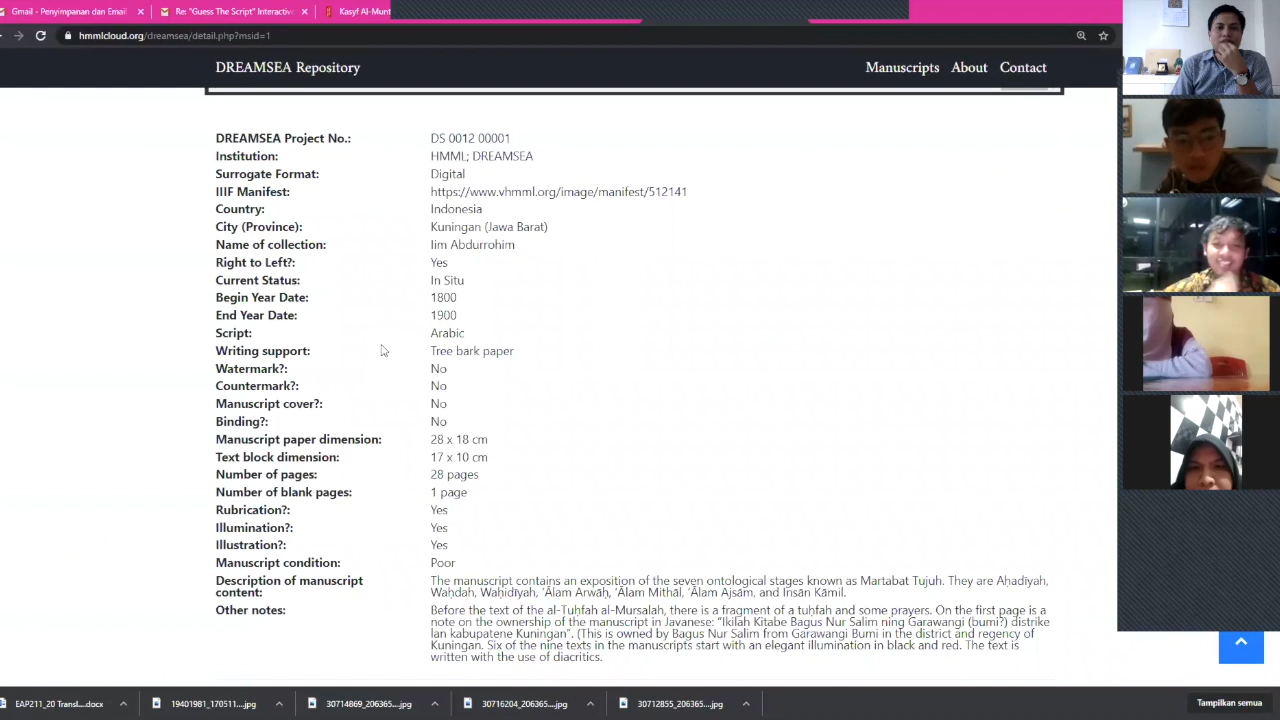 Gmail - Penyimpanan dan Email
Re: "Guess The Script" Interactiv
Kasyf Al-Munt
hmmlcloud.org/dreamsea/detail.php?msid=1
DREAMSEA Repository
Manuscripts About Contact
DREAMSEA Project No.: DS 0012 00001
Institution: HMML; DREAMSEA
Surrogate Format: Digital
IIIF Manifest: https://www.vhmml.org/image/manifest/512141
Country: Indonesia
City (Province): Kuningan (Jawa Barat)
Name of collection: Iim Abdurrohim
Right to Left?: Yes
Current Status: In Situ
Begin Year Date: 1800
End Year Date: 1900
Script: Arabic
Writing support: Tree bark paper
Watermark?: No
Countermark?: No
Manuscript cover?: No
Binding?: No
Manuscript paper dimension: 28 x 18 cm
Text block dimension: 17 x 10 cm
Number of pages: 28 pages
Number of blank pages: 1 page
Rubrication?: Yes
Illumination?: Yes
Illustration?: Yes
Manuscript condition: Poor
Description of manuscript content: The manuscript contains an exposition of the seven ontological stages known as Martabat Tujuh. They are Aḥadīyah,
Waḥdah, Waḥidīyah, ʻĀlam Arwāḥ, ʻĀlam Mithāl, ʻĀlam Ajsām, and Insān Kāmil.
Other notes: Before the text of the al-Tuḥfah al-Mursalah, there is a fragment of a tuḥfah and some prayers. On the first page is a
note on the ownership of the manuscript in Javanese: “Ikilah Kitabe Bagus Nur Salim ning Garawangi (bumi?) distrike
lan kabupatene Kuningan”. (This is owned by Bagus Nur Salim from Garawangi Bumi in the district and regency of
Kuningan. Six of the nine texts in the manuscripts start with an elegant illumination in black and red. The text is
written with the use of diacritics.
EAP211_20 Transl....docx
19401981_170511....jpg
30714869_206365....jpg
30716204_206365....jpg
30712855_206365....jpg
Tampilkan semua